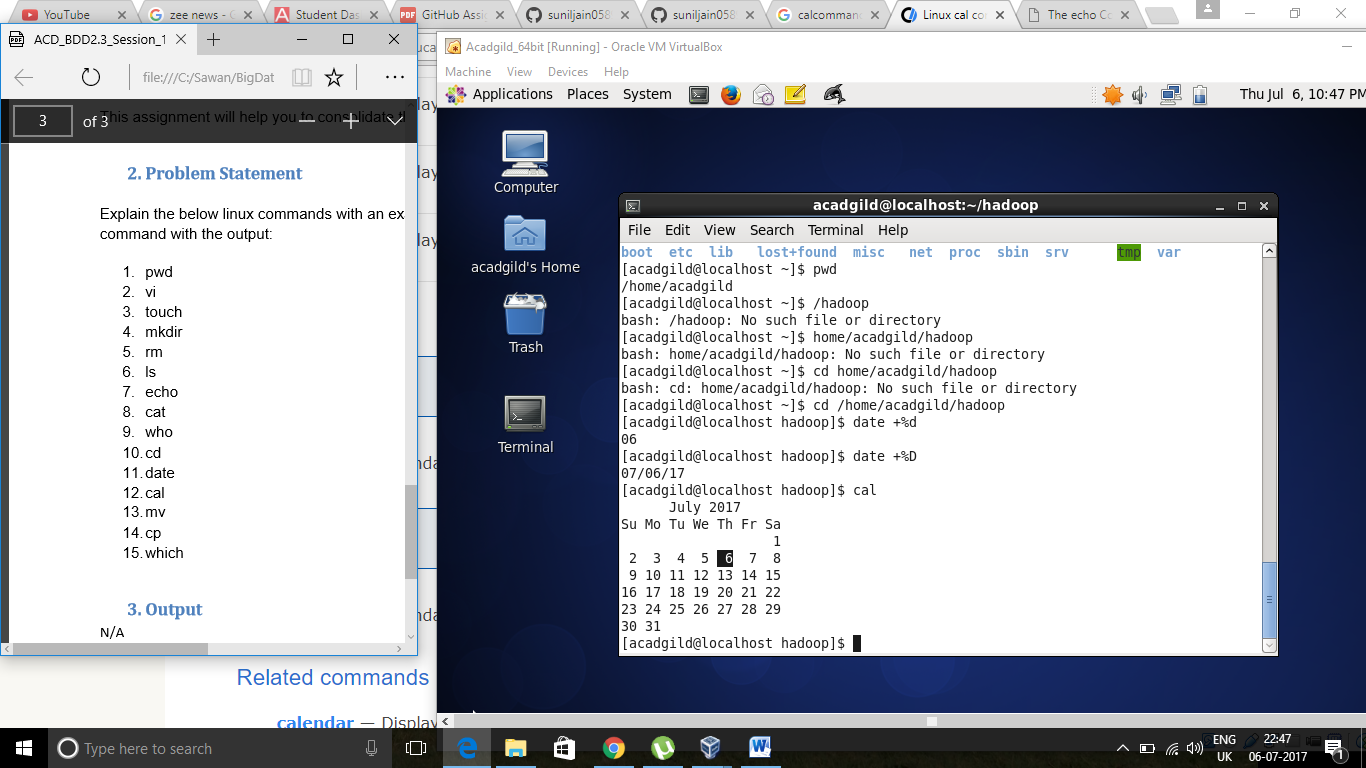 YouTube
zee news - G
Student Das
GitHub Assi
suniljain058
suniljain058
calcomman
Linux cal co
The echo Co
ACD_BDD2.3_Session_1
file:///C:/Sawan/BigDat
3 of 3
This assignment will help you to consolidate t
2. Problem Statement
Explain the below linux commands with an ex
command with the output:
1. pwd
2. vi
3. touch
4. mkdir
5. rm
6. ls
7. echo
8. cat
9. who
10. cd
11. date
12. cal
13. mv
14. cp
15. which
3. Output
N/A
Related commands
calendar — Display
Acadgild_64bit [Running] - Oracle VM VirtualBox
Machine View Devices Help
Applications Places System
Thu Jul 6, 10:47 PM
Computer
acadgild's Home
Trash
Terminal
acadgild@localhost:~/hadoop
File Edit View Search Terminal Help
boot etc lib lost+found misc net proc sbin srv tmp var
[acadgild@localhost ~]$ pwd
/home/acadgild
[acadgild@localhost ~]$ /hadoop
bash: /hadoop: No such file or directory
[acadgild@localhost ~]$ home/acadgild/hadoop
bash: home/acadgild/hadoop: No such file or directory
[acadgild@localhost ~]$ cd home/acadgild/hadoop
bash: cd: home/acadgild/hadoop: No such file or directory
[acadgild@localhost ~]$ cd /home/acadgild/hadoop
[acadgild@localhost hadoop]$ date +%d
06
[acadgild@localhost hadoop]$ date +%D
07/06/17
[acadgild@localhost hadoop]$ cal
July 2017
Su Mo Tu We Th Fr Sa
1
2 3 4 5 6 7 8
9 10 11 12 13 14 15
16 17 18 19 20 21 22
23 24 25 26 27 28 29
30 31
[acadgild@localhost hadoop]$
Type here to search
ENG
UK
22:47
06-07-2017
1